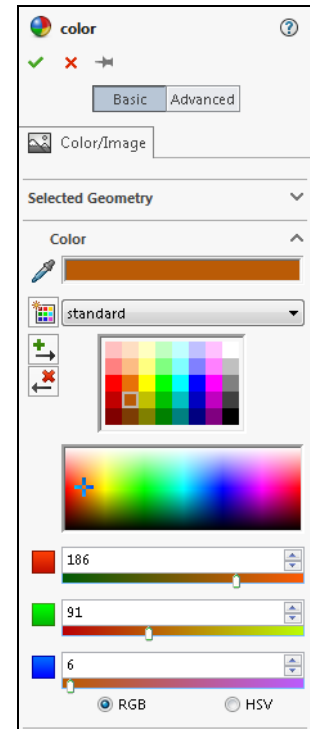 color
Basic Advanced
Color/Image
Selected Geometry
Color
standard
186
91
6
RGB HSV